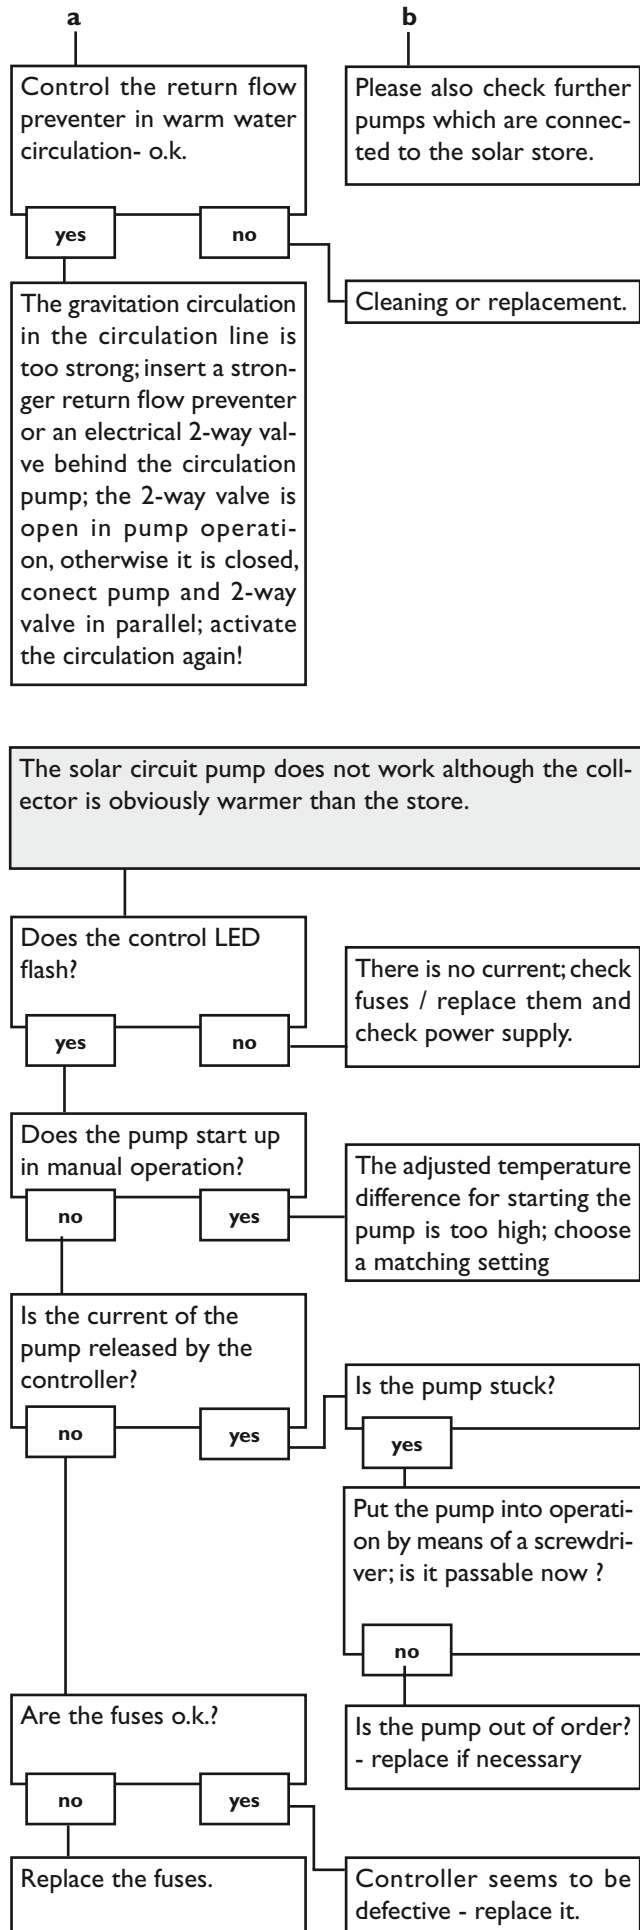 a
Control the return flow
preventer in warm water
circulation- o.k.
yes
no
The gravitation circulation
in the circulation line is
too strong; insert a stron-
ger return flow preventer
or an electrical 2-way val-
ve behind the circulation
pump; the 2-way valve is
open in pump operati-
on, otherwise it is closed,
conect pump and 2-way
valve in parallel; activate
the circulation again!
b
Please also check further
pumps which are connec-
ted to the solar store.
Cleaning or replacement.
The solar circuit pump does not work although the coll-
ector is obviously warmer than the store.
Does the control LED
flash?
yes
no
There is no current; check
fuses / replace them and
check power supply.
Does the pump start up
in manual operation?
no
yes
The adjusted temperature
difference for starting the
pump is too high; choose
a matching setting
Is the current of the
pump released by the
controller?
no
yes
Is the pump stuck?
yes
Put the pump into operati-
on by means of a screwdri-
ver; is it passable now ?
no
Is the pump out of order?
- replace if necessary
Are the fuses o.k.?
no
yes
Replace the fuses.
Controller seems to be
defective - replace it.